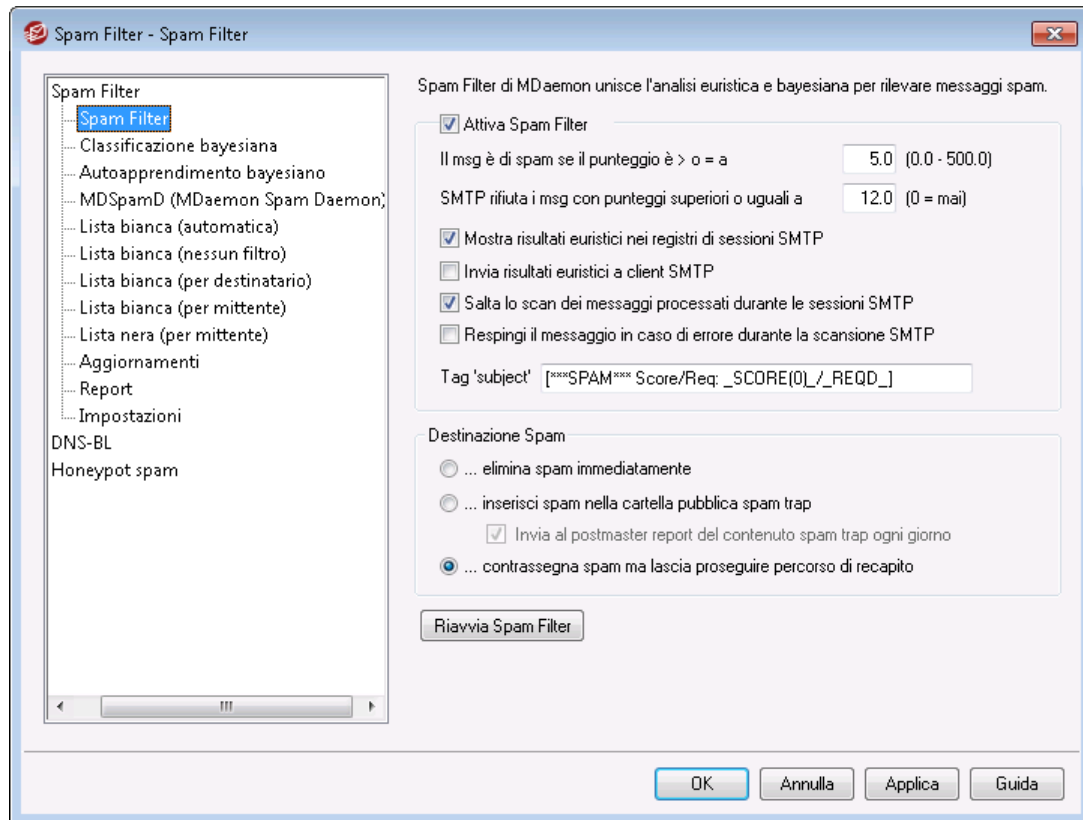 Spam Filter - Spam Filter
Spam Filter
Spam Filter
Classificazione bayesiana
Autoapprendimento bayesiano
MDSpamD (MDaemon Spam Daemon)
Lista bianca (automatica)
Lista bianca (nessun filtro)
Lista bianca (per destinatario)
Lista bianca (per mittente)
Lista nera (per mittente)
Aggiornamenti
Report
Impostazioni
DNS-BL
Honeypot spam
Spam Filter di MDaemon unisce l'analisi euristica e bayesiana per rilevare messaggi spam.
Attiva Spam Filter
Il msg è di spam se il punteggio è > o = a 5.0 (0.0 - 500.0)
SMTP rifiuta i msg con punteggi superiori o uguali a 12.0 (0 = mai)
Mostra risultati euristici nei registri di sessioni SMTP
Invia risultati euristici a client SMTP
Salta lo scan dei messaggi processati durante le sessioni SMTP
Respingi il messaggio in caso di errore durante la scansione SMTP
Tag 'subject' [***SPAM*** Score/Req: _SCORE(0)_/_REQD_]
Destinazione Spam
... elimina spam immediatamente
... inserisci spam nella cartella pubblica spam trap
Invia al postmaster report del contenuto spam trap ogni giorno
... contrassegna spam ma lascia proseguire percorso di recapito
Riavvia Spam Filter
OK Annulla Applica Guida